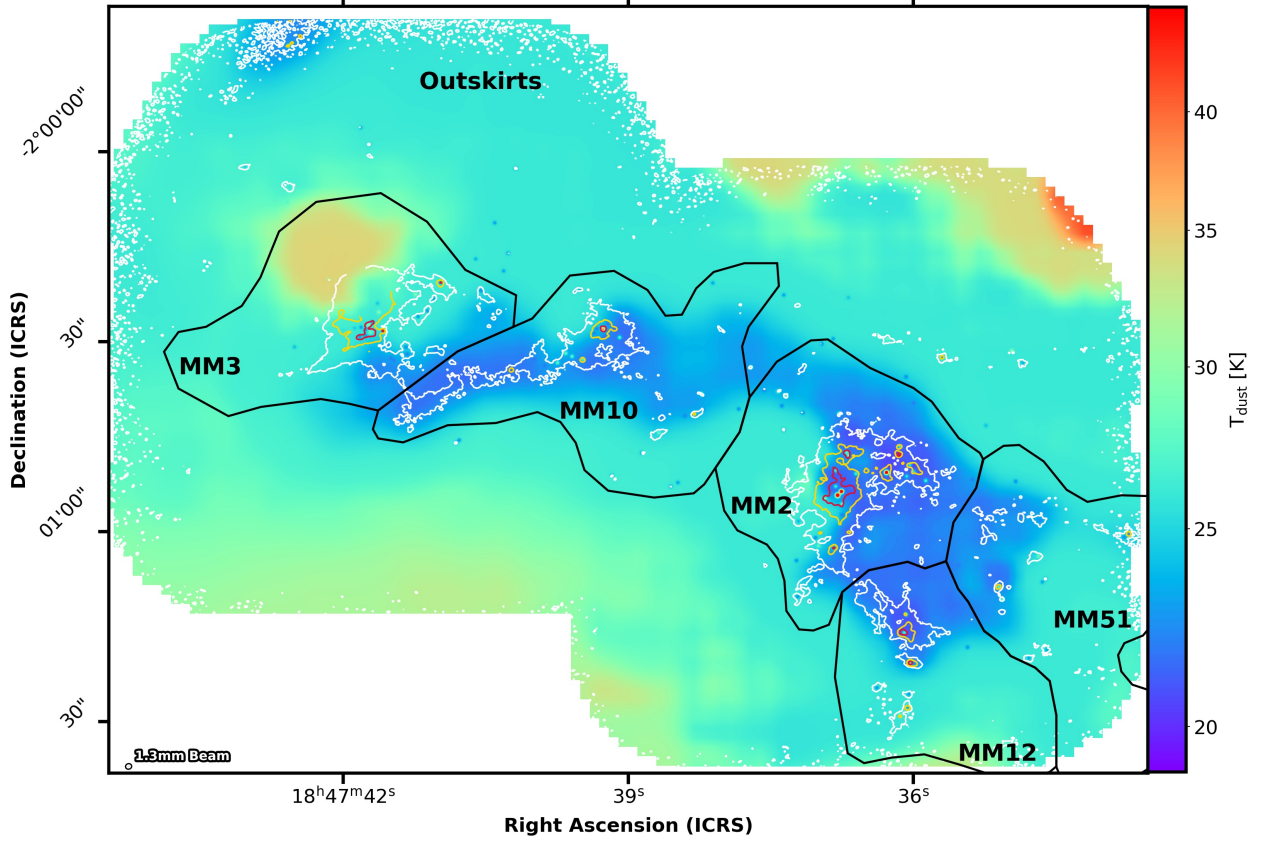 Outskirts
MM3
MM10
MM2
MM51
MM12
1.3mm Beam
-2°00'00"
30"
01'00"
30"
Declination (ICRS)
18ʰ47ᵐ42ˢ
39ˢ
36ˢ
Right Ascension (ICRS)
40
35
30
25
20
T_dust [K]